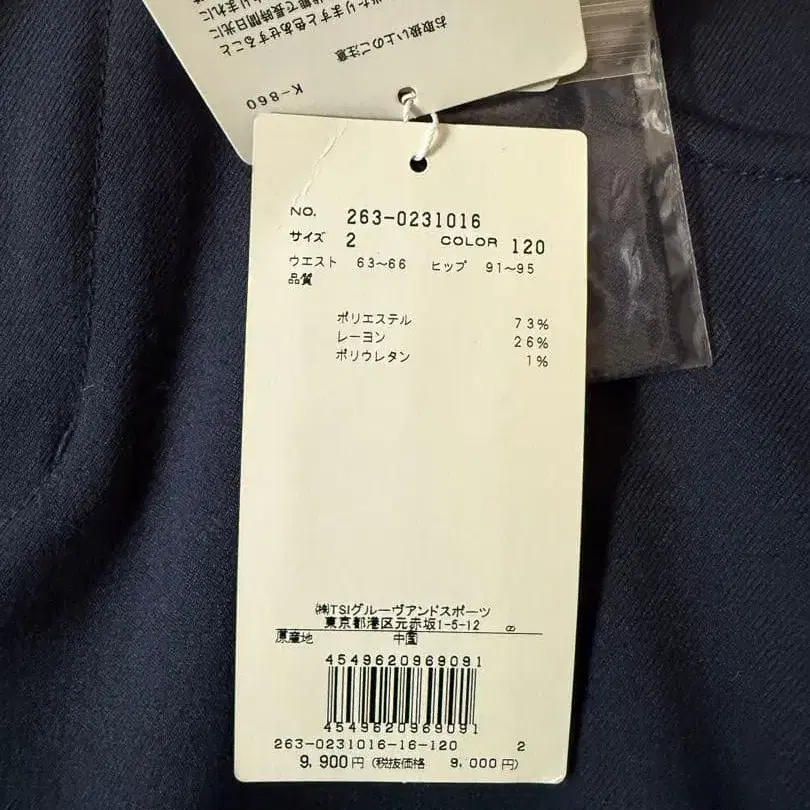 お取扱い上のご注意
K-860
NO. 263-0231016
サイズ 2 COLOR 120
ウエスト 63～66 ヒップ 91～95
品質
ポリエステル 73%
レーヨン 26%
ポリウレタン 1%
㈱TSIグルーヴアンドスポーツ
東京都港区元赤坂1-5-12
原産地 中国
4549620969091
4549620969091
263-0231016-16-120 2
9,900円 (税抜価格 9,000円)